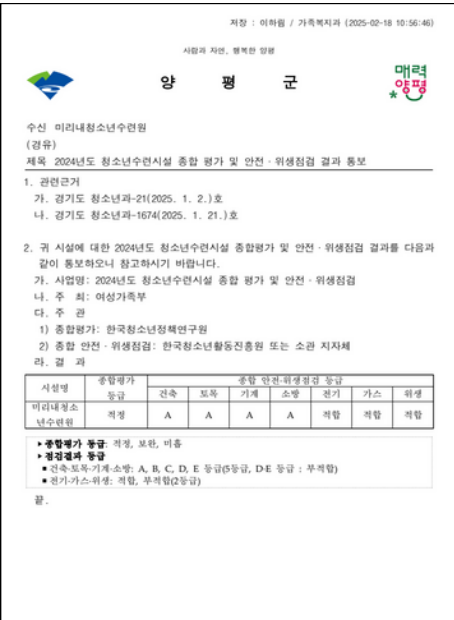 저장 : 이하림 / 가족복지과 (2025-02-18 10:56:46)
사람과 자연, 행복한 양평
양 평 군
매력
양평
수신 미리내청소년수련원
(경유)
제목 2024년도 청소년수련시설 종합 평가 및 안전 · 위생점검 결과 통보
1. 관련근거
가. 경기도 청소년과-21(2025. 1. 2.)호
나. 경기도 청소년과-1674(2025. 1. 21.)호
2. 귀 시설에 대한 2024년도 청소년수련시설 종합평가 및 안전 · 위생점검 결과를 다음과
같이 통보하오니 참고하시기 바랍니다.
가. 사업명: 2024년도 청소년수련시설 종합 평가 및 안전 · 위생점검
나. 주 최: 여성가족부
다. 주 관
1) 종합평가: 한국청소년정책연구원
2) 종합 안전 · 위생점검: 한국청소년활동진흥원 또는 소관 지자체
라. 결 과
시설명 종합평가 등급 종합 안전·위생점검 등급
건축 토목 기계 소방 전기 가스 위생
미리내청소년수련원 적정 A A A A 적합 적합 적합
▸종합평가 등급: 적정, 보완, 미흡
▸점검결과 등급
▪건축·토목·기계·소방: A, B, C, D, E 등급(5등급, D·E 등급 : 부적합)
▪전기·가스·위생: 적합, 부적합(2등급)
끝.